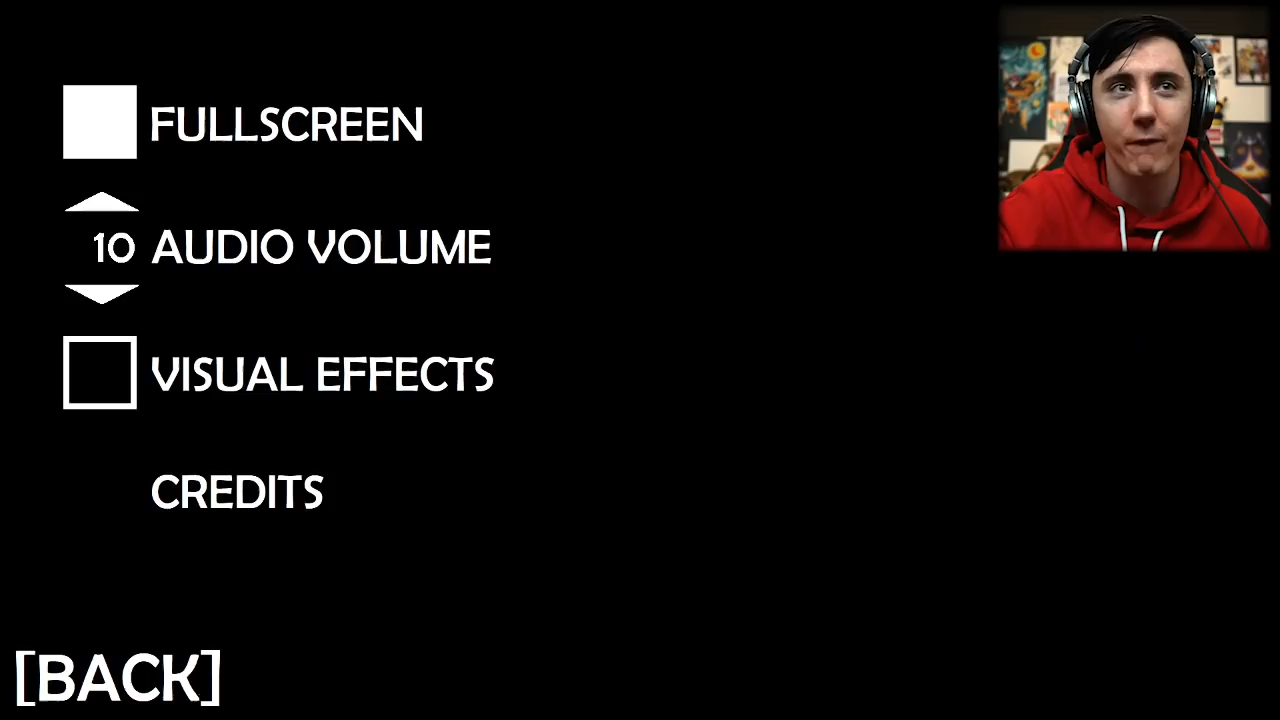 FULLSCREEN
10 AUDIO VOLUME
VISUAL EFFECTS
CREDITS
[BACK]